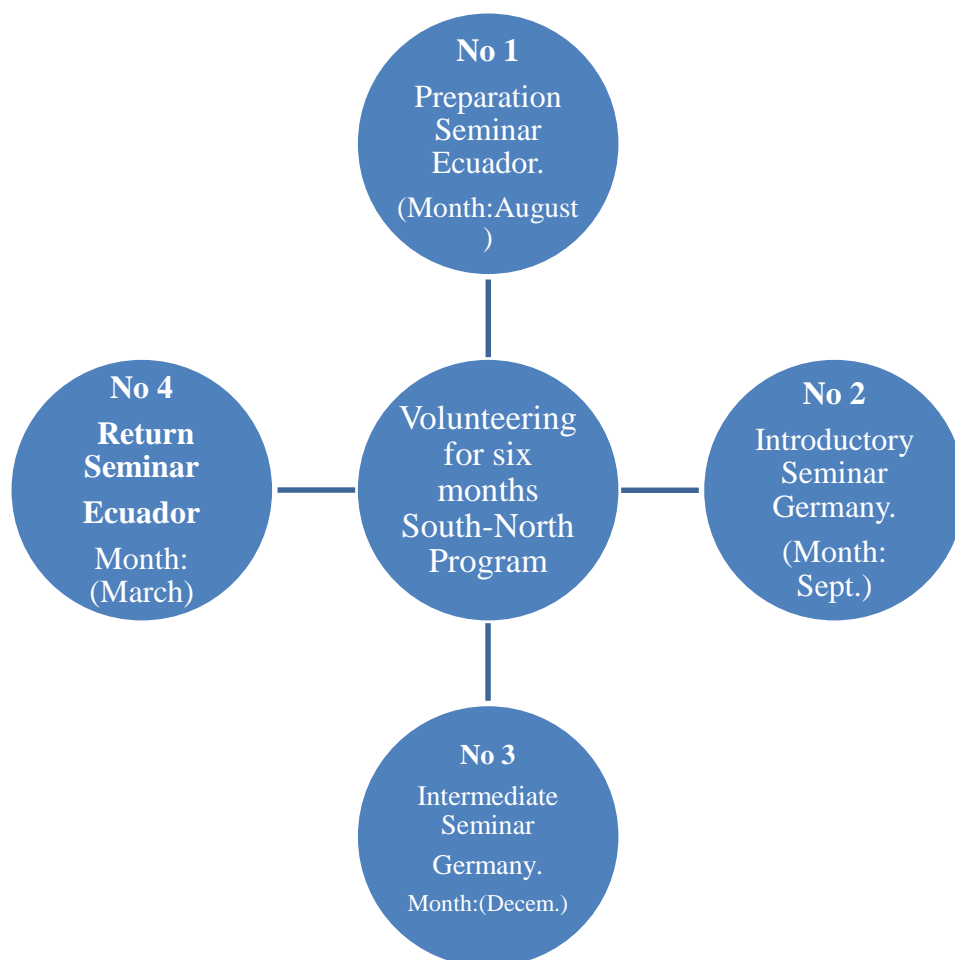 No 1
Preparation
Seminar
Ecuador.
(Month:August
)
No 4
Return
Seminar
Ecuador
Month:
(March)
Volunteering
for six
months
South-North
Program
No 2
Introductory
Seminar
Germany.
(Month:
Sept.)
No 3
Intermediate
Seminar
Germany.
Month:(Decem.)